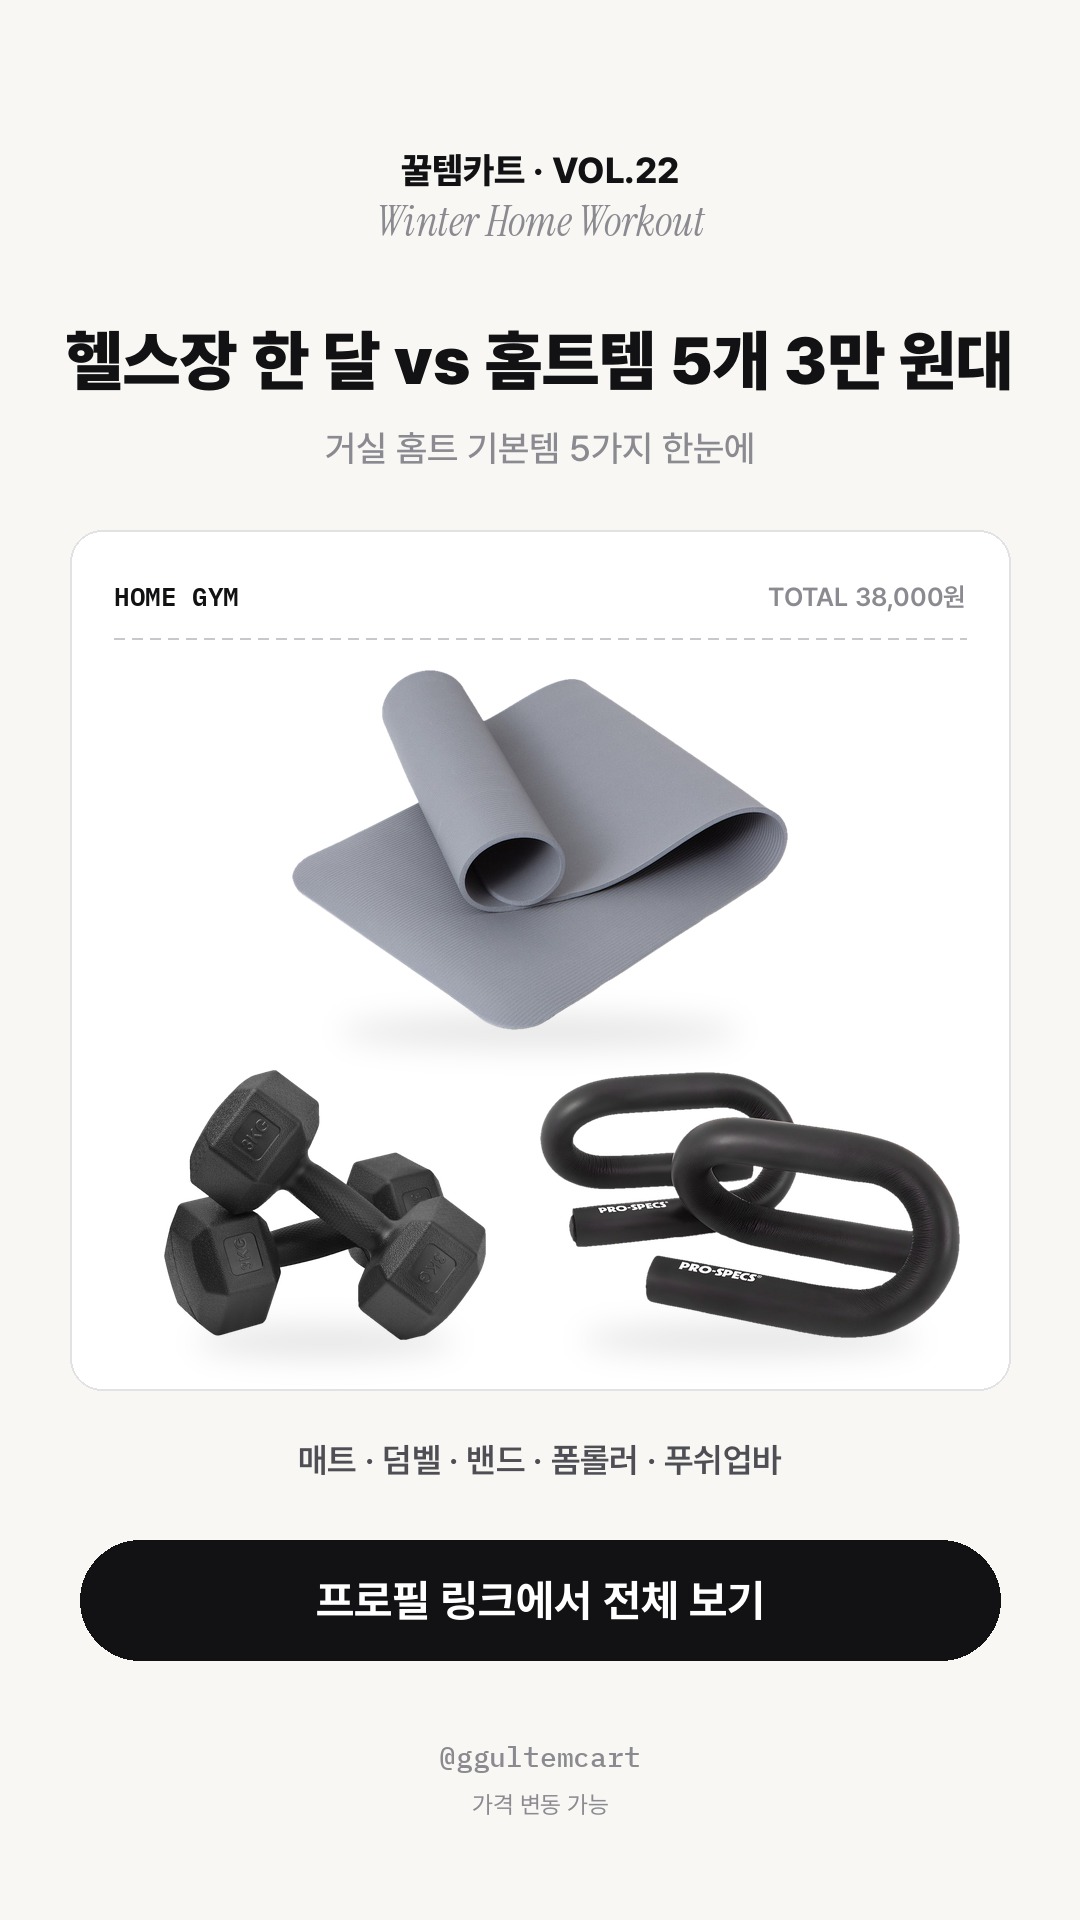 꿀템카트 · VOL.22
Winter Home Workout
헬스장 한 달 vs 홈트템 5개 3만 원대
거실 홈트 기본템 5가지 한눈에
HOME GYM
TOTAL 38,000원
3KG
3KG
3KG
PRO-SPECS®
PRO-SPECS®
매트 · 덤벨 · 밴드 · 폼롤러 · 푸쉬업바
프로필 링크에서 전체 보기
@ggultemcart
가격 변동 가능